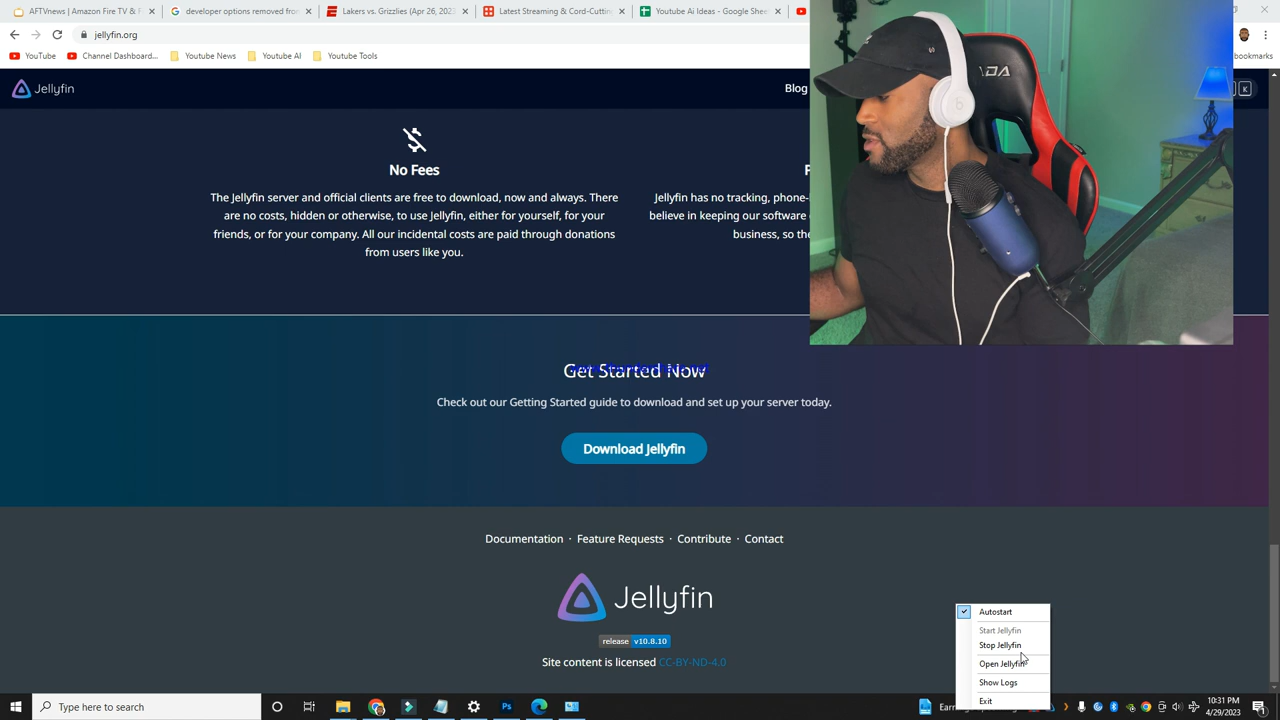 AFTVnews | Amazon Fire TV & F
developer options removed from
Lakers vs. Grizzlies (Apr 26, 2023
Latest Streaming & Cord-Cutting
Youtube Ai Ideas - Google Shee
jellyfin.org
YouTube
Channel Dashboard...
Youtube News
Youtube AI
Youtube Tools
bookmarks
Jellyfin
Blog
K
No Fees
The Jellyfin server and official clients are free to download, now and always. There
are no costs, hidden or otherwise, to use Jellyfin, either for yourself, for your
friends, or for your company. All our incidental costs are paid through donations
from users like you.
Jellyfin has no tracking, phone-
believe in keeping our software
business, so the
Get Started Now
Check out our Getting Started guide to download and set up your server today.
Download Jellyfin
Documentation · Feature Requests · Contribute · Contact
Jellyfin
release v10.8.10
Site content is licensed CC-BY-ND-4.0
Autostart
Start Jellyfin
Stop Jellyfin
Open Jellyfin
Show Logs
Exit
Type here to search
10:31 PM
4/29/2023